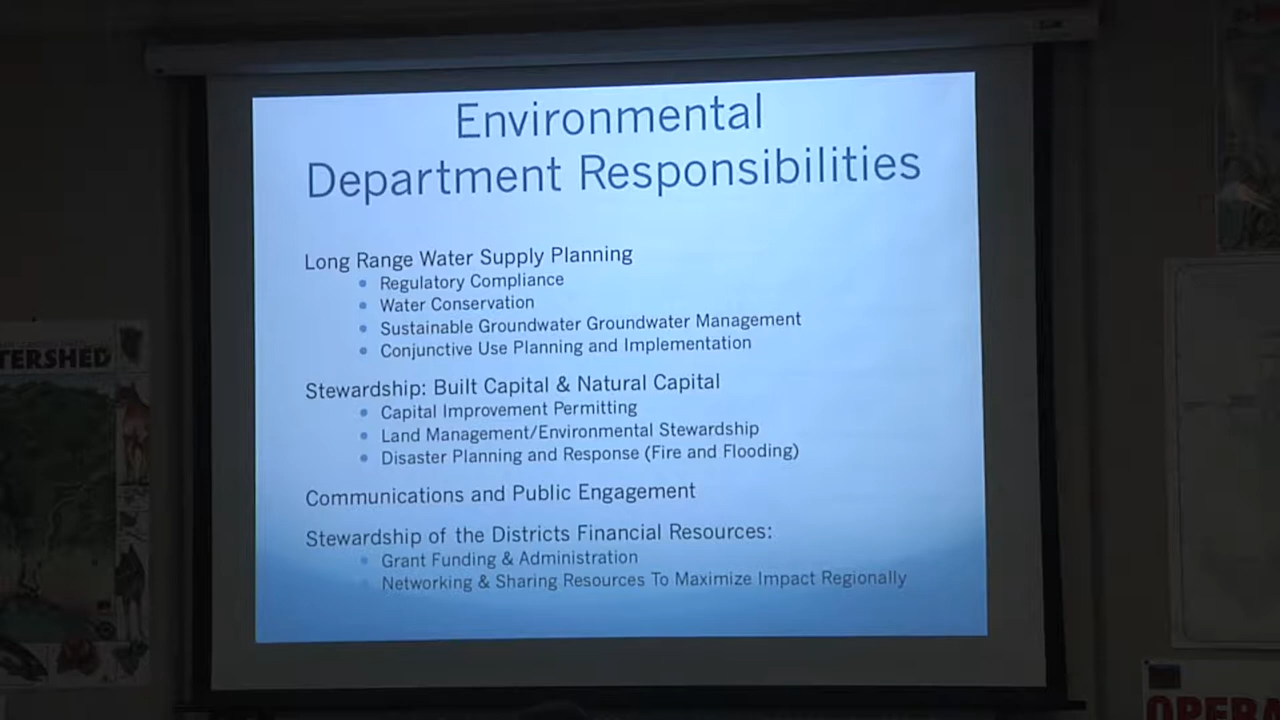 Environmental
Department Responsibilities
Long Range Water Supply Planning
• Regulatory Compliance
• Water Conservation
• Sustainable Groundwater Groundwater Management
• Conjunctive Use Planning and Implementation
Stewardship: Built Capital & Natural Capital
• Capital Improvement Permitting
• Land Management/Environmental Stewardship
• Disaster Planning and Response (Fire and Flooding)
Communications and Public Engagement
Stewardship of the Districts Financial Resources:
• Grant Funding & Administration
• Networking & Sharing Resources To Maximize Impact Regionally
TERSHED
OPERA